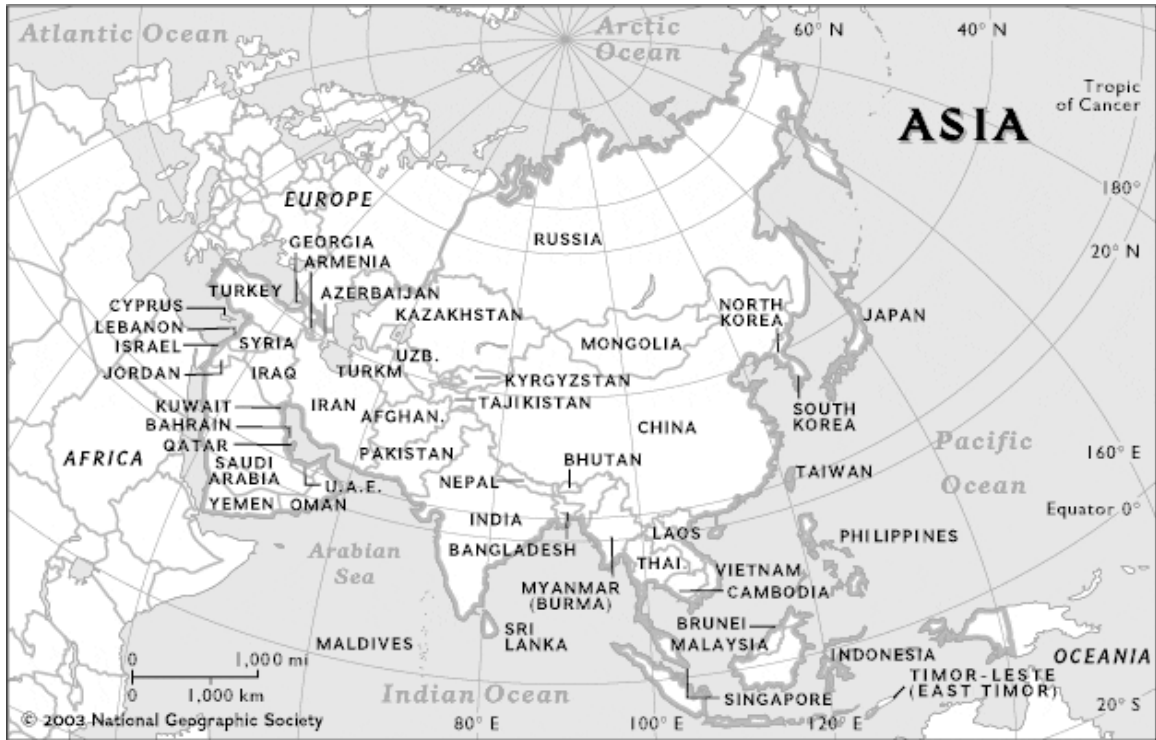 Atlantic Ocean
Arctic
Ocean
60° N
40° N
Tropic
of Cancer
ASIA
EUROPE
180°
GEORGIA
ARMENIA
RUSSIA
20° N
TURKEY
AZERBAIJAN
CYPRUS
KAZAKHSTAN
NORTH
KOREA
JAPAN
LEBANON
SYRIA
MONGOLIA
ISRAEL
UZB.
JORDAN
IRAQ
TURKM
KYRGYZSTAN
KUWAIT
IRAN
AFGHAN.
TAJIKISTAN
SOUTH
KOREA
BAHRAIN
CHINA
QATAR
PAKISTAN
Pacific
Ocean
AFRICA
SAUDI
ARABIA
BHUTAN
TAIWAN
160° E
U.A.E.
NEPAL
YEMEN
OMAN
INDIA
Equator 0°
LAOS
PHILIPPINES
Arabian
Sea
BANGLADESH
THAI.
VIETNAM
MYANMAR
(BURMA)
CAMBODIA
SRI
LANKA
BRUNEI
MALAYSIA
MALDIVES
INDONESIA
OCEANIA
0 1,000 mi
0 1,000 km
TIMOR-LESTE
(EAST TIMOR)
Indian Ocean
SINGAPORE
20° S
© 2003 National Geographic Society
80° E
100° E
120° E